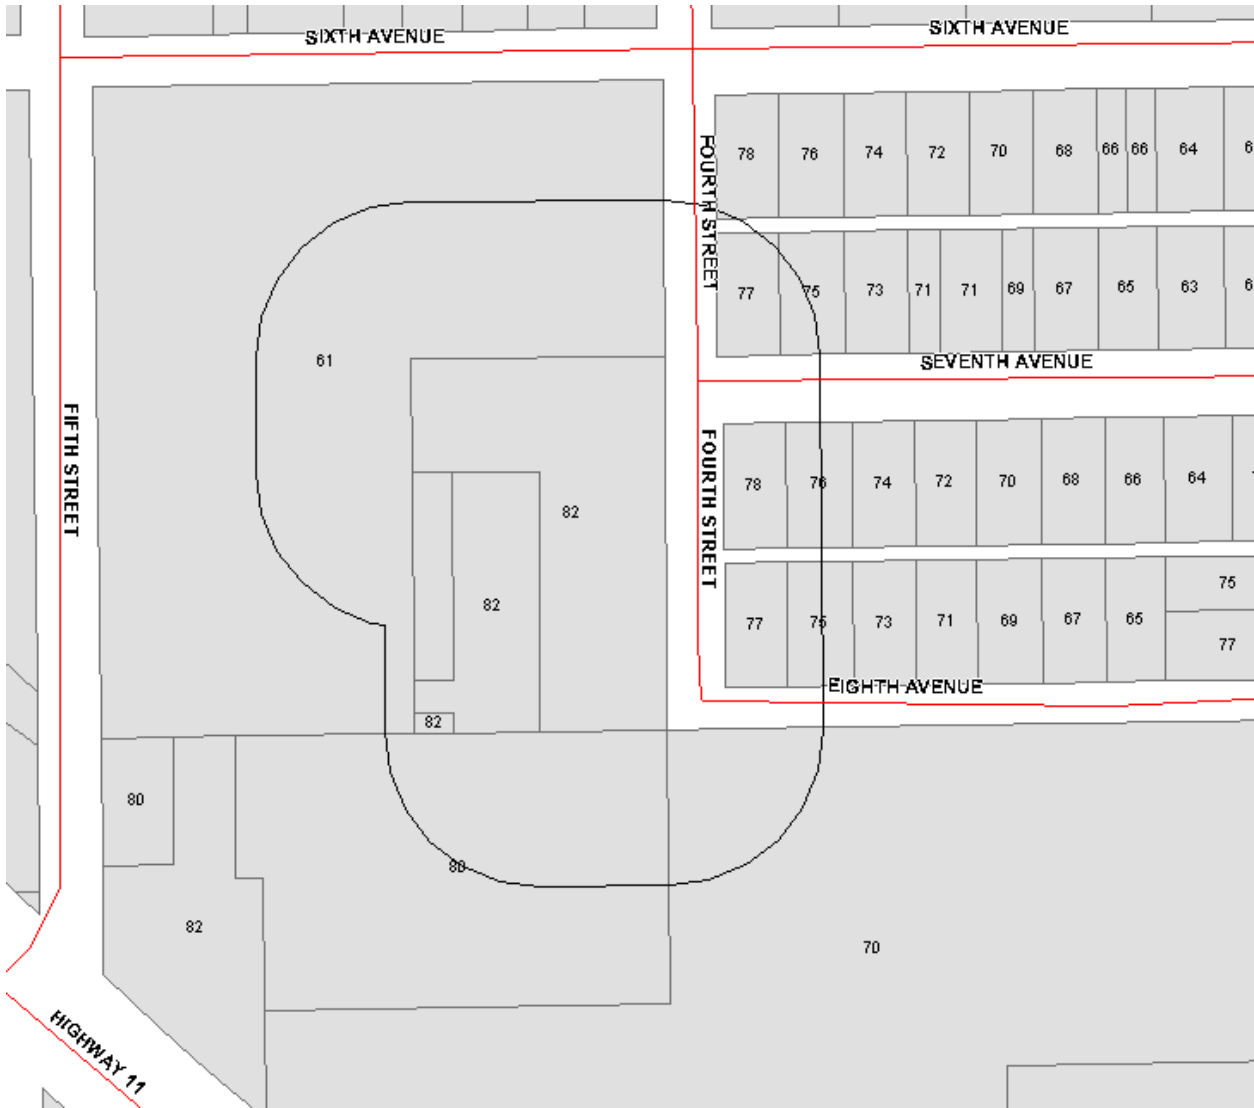 SIXTH AVENUE
SIXTH AVENUE
78 76 74 72 70 68 66 66 64 6
FOURTH STREET
77 75 73 71 71 69 67 65 63 6
61
SEVENTH AVENUE
FIFTH STREET
FOURTH STREET
78 76 74 72 70 68 66 64
82
82
75
77 75 73 71 69 67 65
77
EIGHTH AVENUE
82
80
80
82
70
HIGHWAY 11